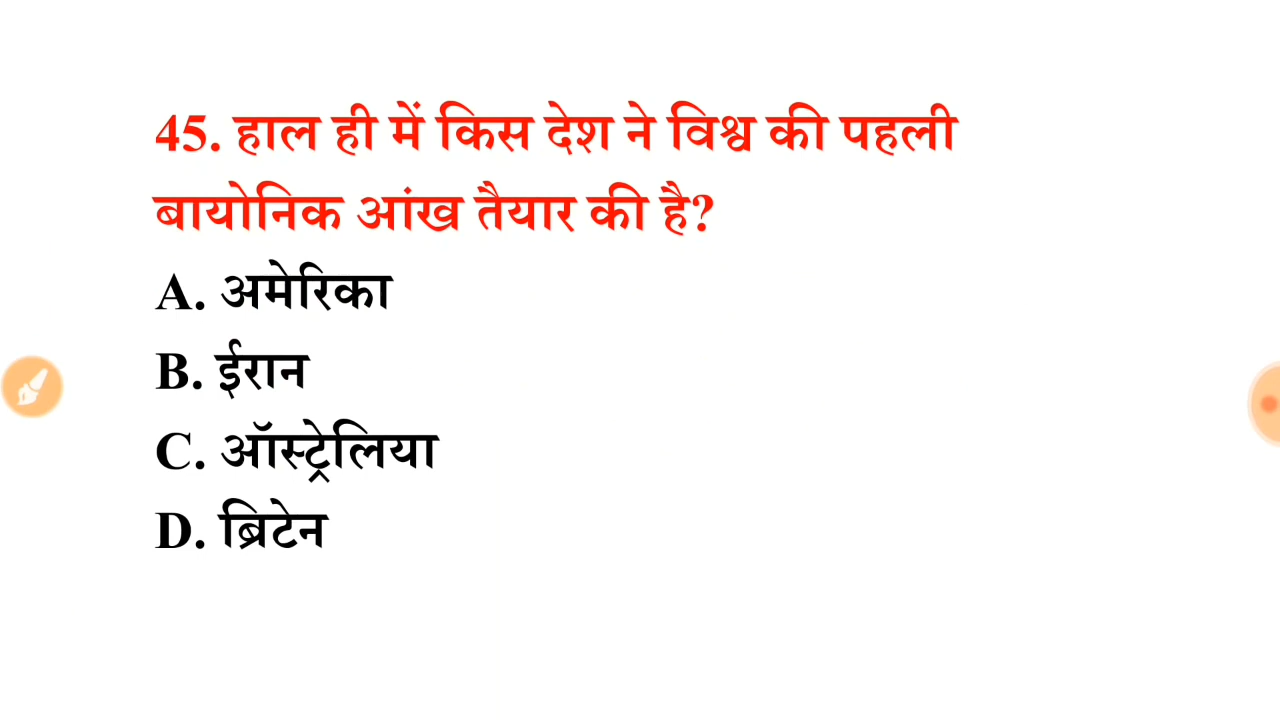 45. हाल ही में किस देश ने विश्व की पहली
बायोनिक आंख तैयार की है?
A. अमेरिका
B. ईरान
C. ऑस्ट्रेलिया
D. ब्रिटेन